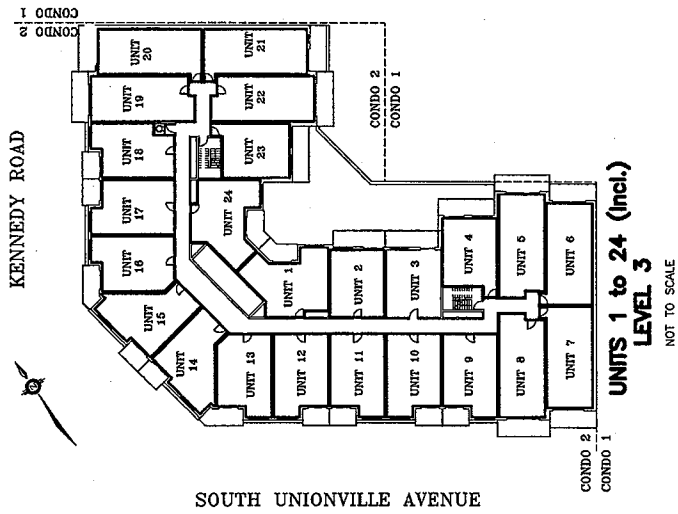 CONDO 1
CONDO 2
KENNEDY ROAD
UNIT
20
UNIT
21
UNIT
19
UNIT
22
UNIT
18
UNIT
23
UNIT
17
UNIT 24
UNIT
16
UNIT
15
UNIT
14
UNIT 1
UNIT 2
UNIT 3
UNIT 4
UNIT 5
UNIT 6
UNIT 13
UNIT 12
UNIT 11
UNIT 10
UNIT 9
UNIT 8
UNIT 7
CONDO 2
CONDO 1
UNITS 1 to 24 (Incl.)
LEVEL 3
NOT TO SCALE
CONDO 2
CONDO 1
SOUTH UNIONVILLE AVENUE